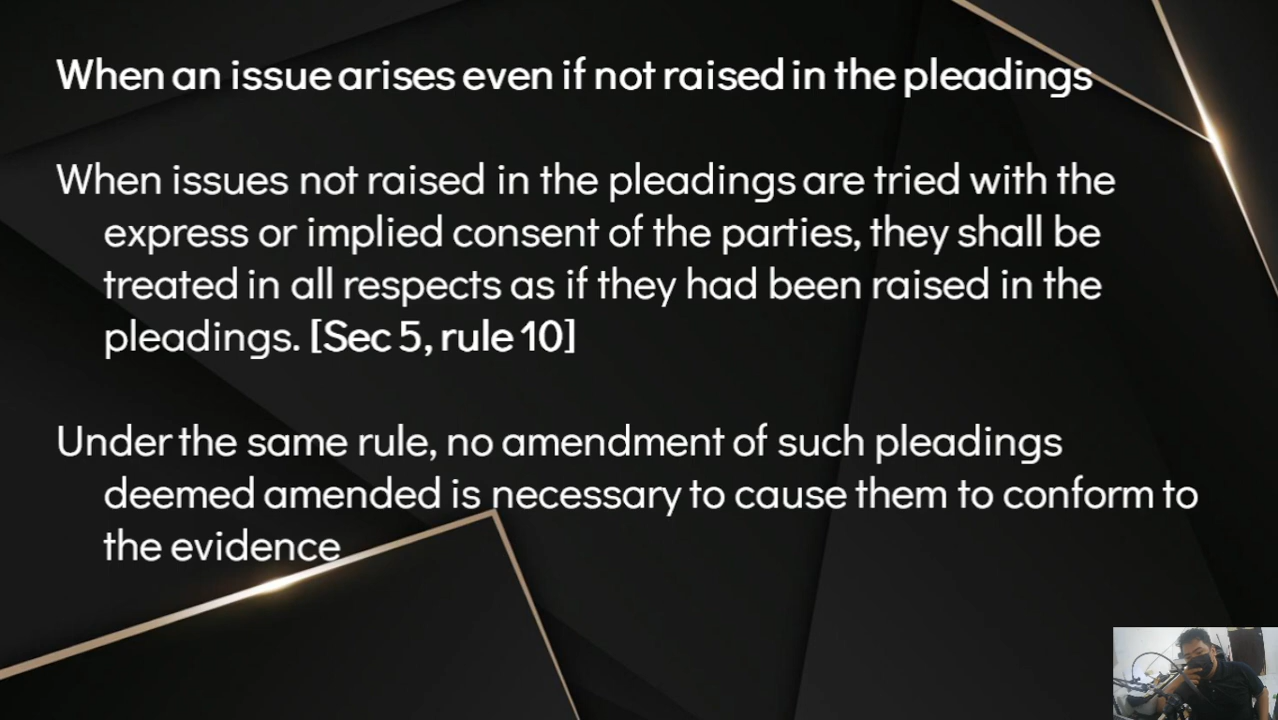 When an issue arises even if not raised in the pleadings
When issues not raised in the pleadings are tried with the
express or implied consent of the parties, they shall be
treated in all respects as if they had been raised in the
pleadings. [Sec 5, rule 10]
Under the same rule, no amendment of such pleadings
deemed amended is necessary to cause them to conform to
the evidence